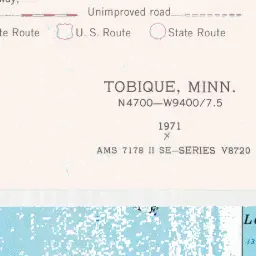 Unimproved road
te Route U. S. Route State Route
TOBIQUE, MINN.
N4700—W9400/7.5
1971
AMS 7178 II SE—SERIES V8720